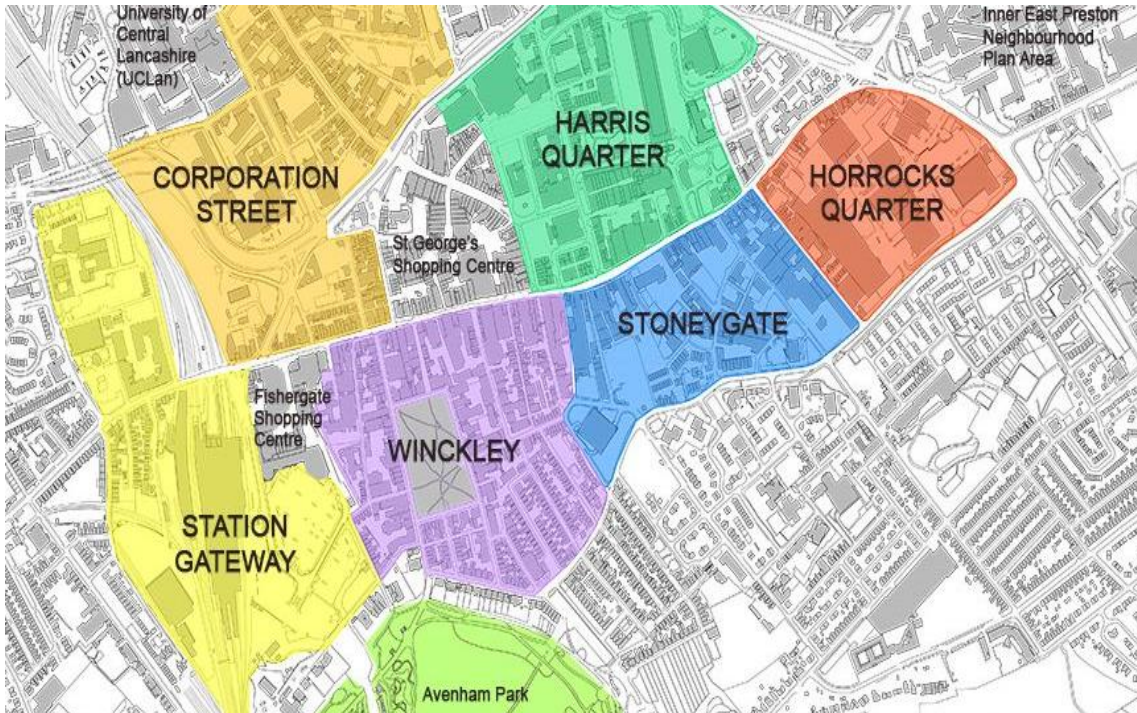 University of
Central
Lancashire
(UCLan)
Inner East Preston
Neighbourhood
Plan Area
HARRIS
QUARTER
CORPORATION
STREET
HORROCKS
QUARTER
St.George's
Shopping Centre
STONEYGATE
Fishergate
Shopping
Centre
WINCKLEY
STATION
GATEWAY
Avenham Park